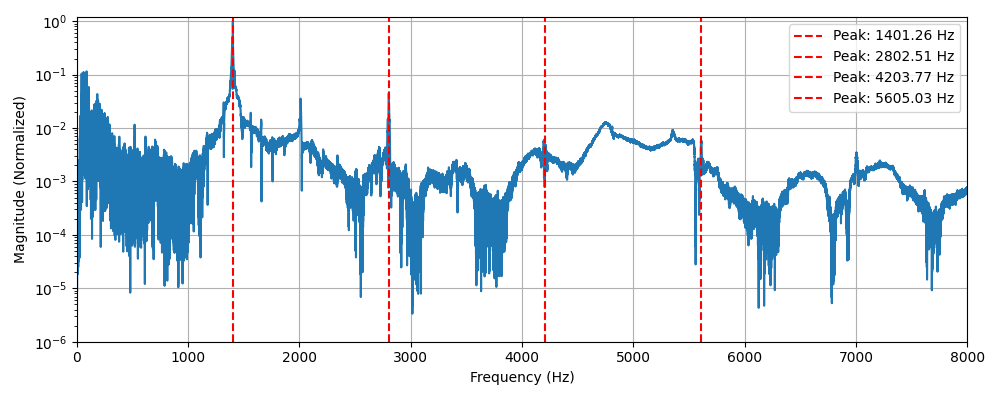 Magnitude (Normalized)
10⁰
10⁻¹
10⁻²
10⁻³
10⁻⁴
10⁻⁵
10⁻⁶
Peak: 1401.26 Hz
Peak: 2802.51 Hz
Peak: 4203.77 Hz
Peak: 5605.03 Hz
0 1000 2000 3000 4000 5000 6000 7000 8000
Frequency (Hz)